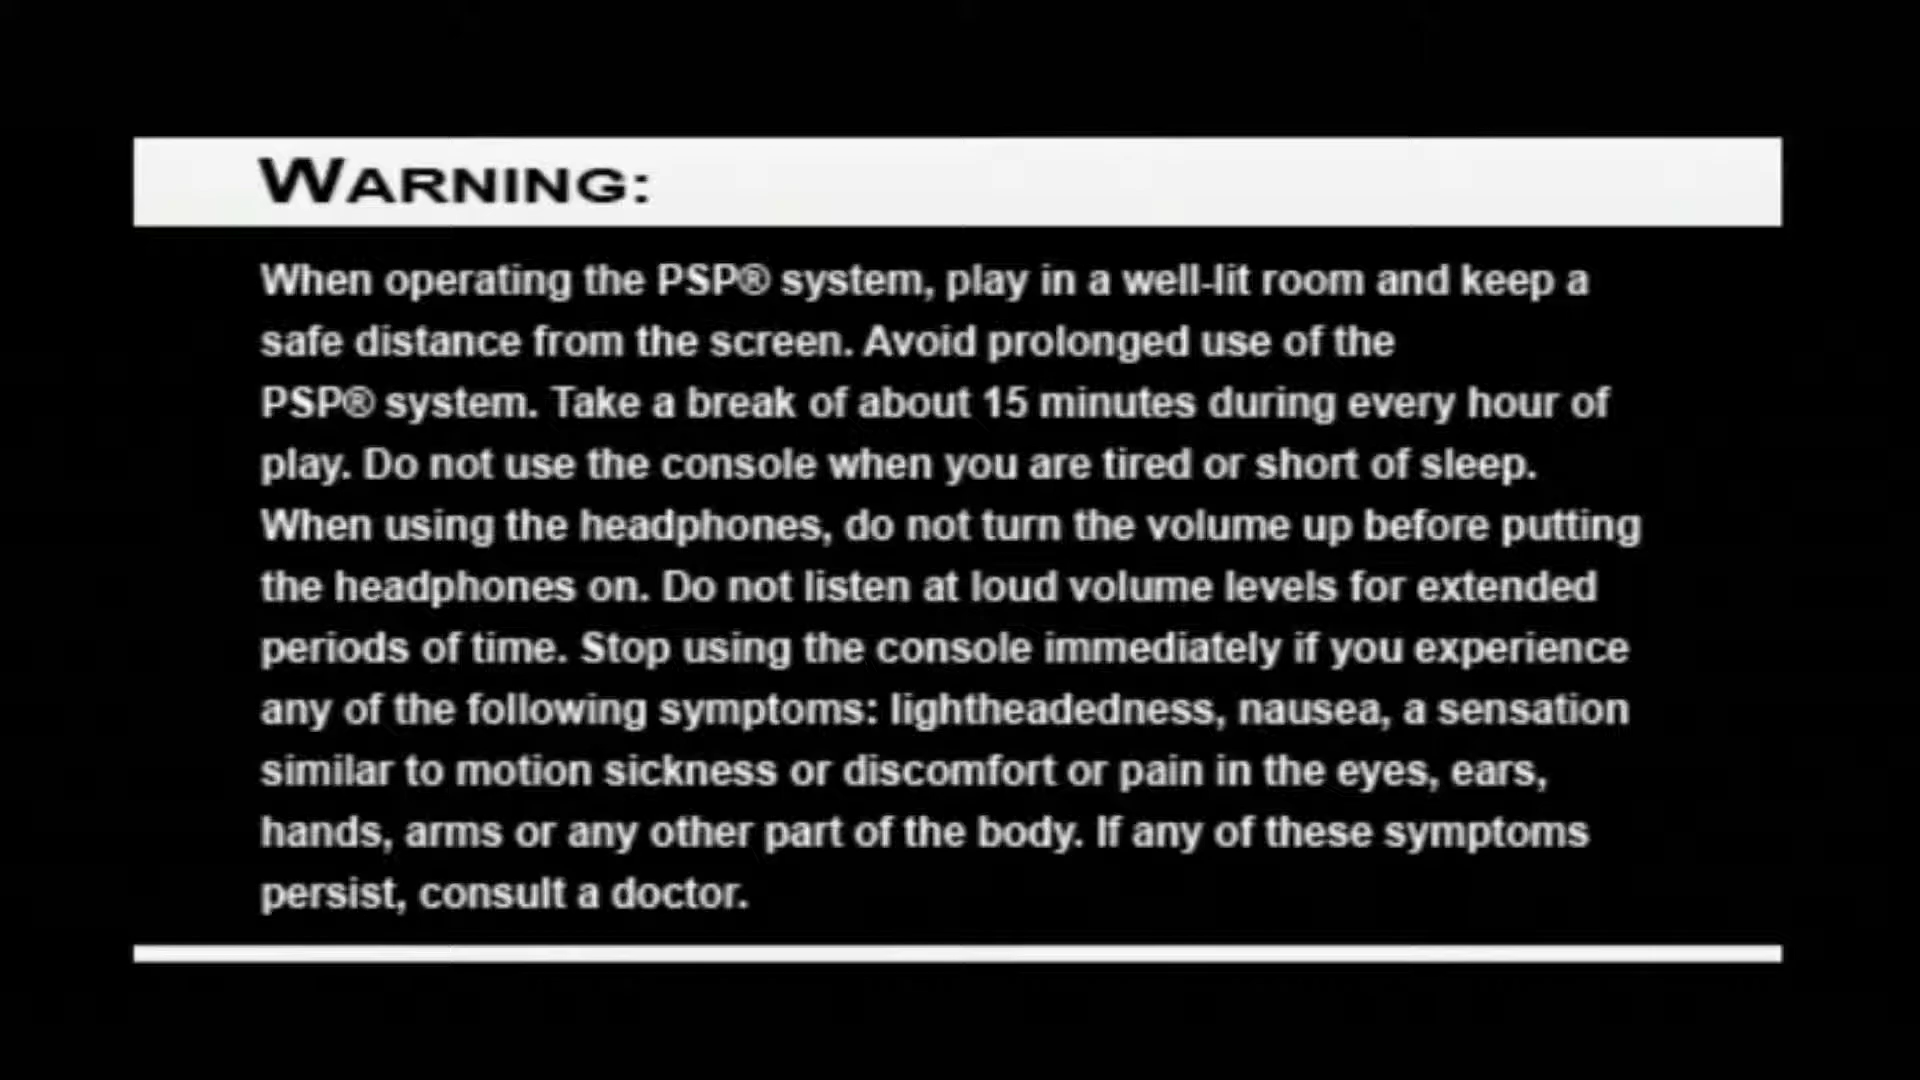 WARNING:
When operating the PSP® system, play in a well-lit room and keep a
safe distance from the screen. Avoid prolonged use of the
PSP® system. Take a break of about 15 minutes during every hour of
play. Do not use the console when you are tired or short of sleep.
When using the headphones, do not turn the volume up before putting
the headphones on. Do not listen at loud volume levels for extended
periods of time. Stop using the console immediately if you experience
any of the following symptoms: lightheadedness, nausea, a sensation
similar to motion sickness or discomfort or pain in the eyes, ears,
hands, arms or any other part of the body. If any of these symptoms
persist, consult a doctor.